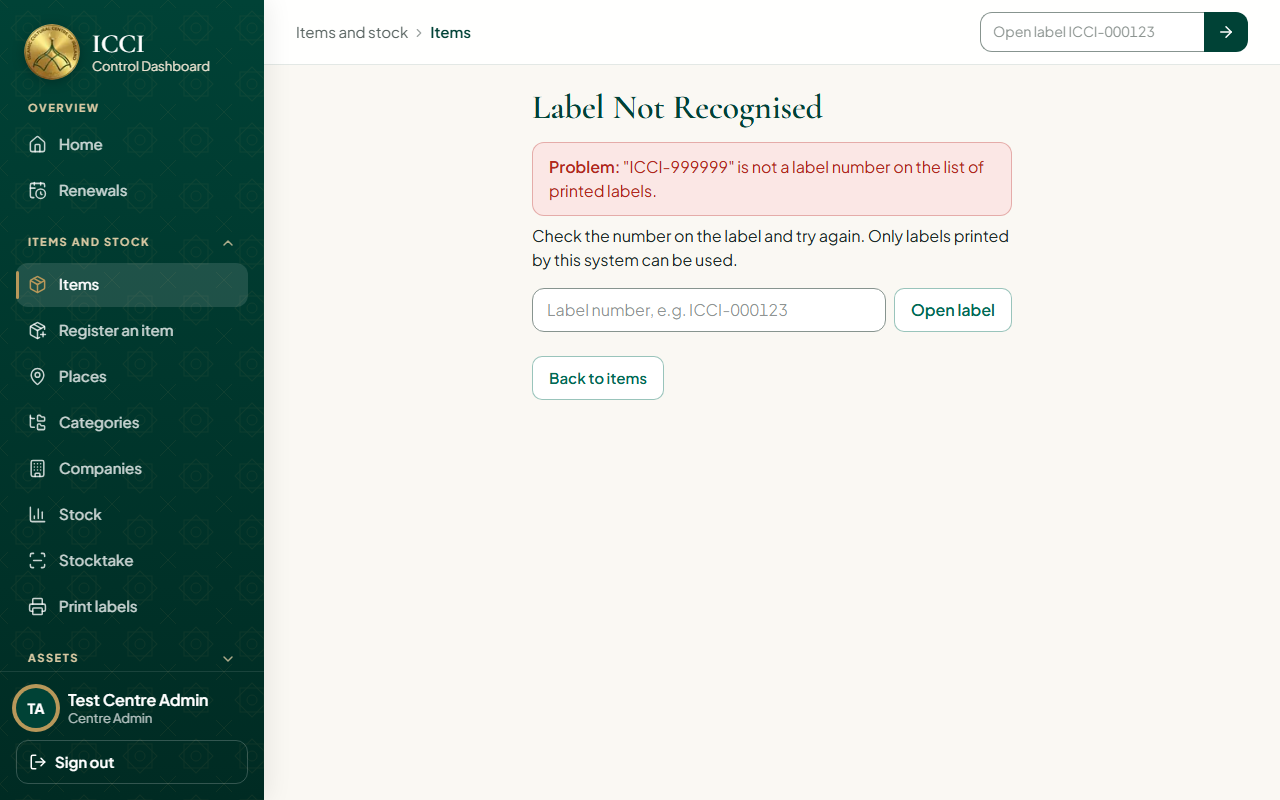 ICCI
Control Dashboard
OVERVIEW
Home
Renewals
ITEMS AND STOCK
Items
Register an item
Places
Categories
Companies
Stock
Stocktake
Print labels
ASSETS
TA
Test Centre Admin
Centre Admin
Sign out
Items and stock › Items
Open label ICCI-000123
Label Not Recognised
Problem: "ICCI-999999" is not a label number on the list of
printed labels.
Check the number on the label and try again. Only labels printed
by this system can be used.
Label number, e.g. ICCI-000123
Open label
Back to items